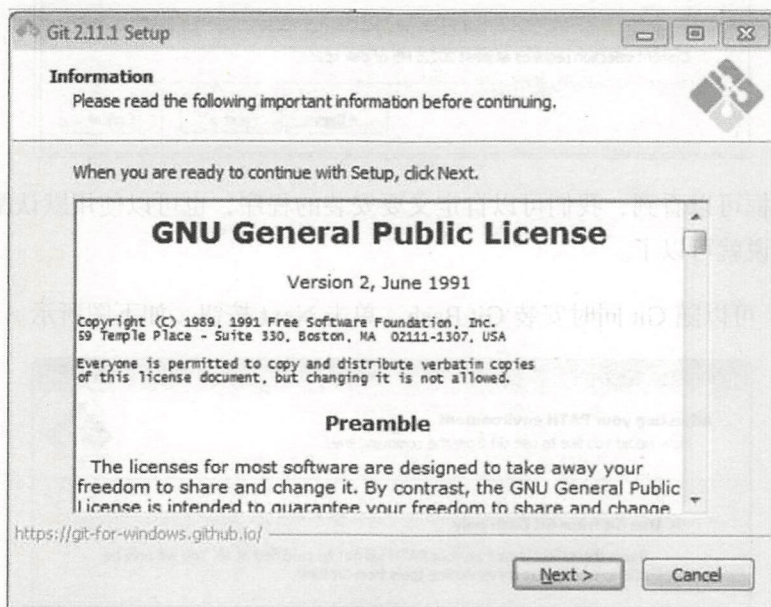 Git 2.11.1 Setup
Information
Please read the following important information before continuing.
When you are ready to continue with Setup, click Next.
GNU General Public License
Version 2, June 1991
Copyright (C) 1989, 1991 Free Software Foundation, Inc.
59 Temple Place - Suite 330, Boston, MA 02111-1307, USA
Everyone is permitted to copy and distribute verbatim copies
of this license document, but changing it is not allowed.
Preamble
The licenses for most software are designed to take away your
freedom to share and change it. By contrast, the GNU General Public
License is intended to guarantee your freedom to share and change
https://git-for-windows.github.io/
Next >
Cancel